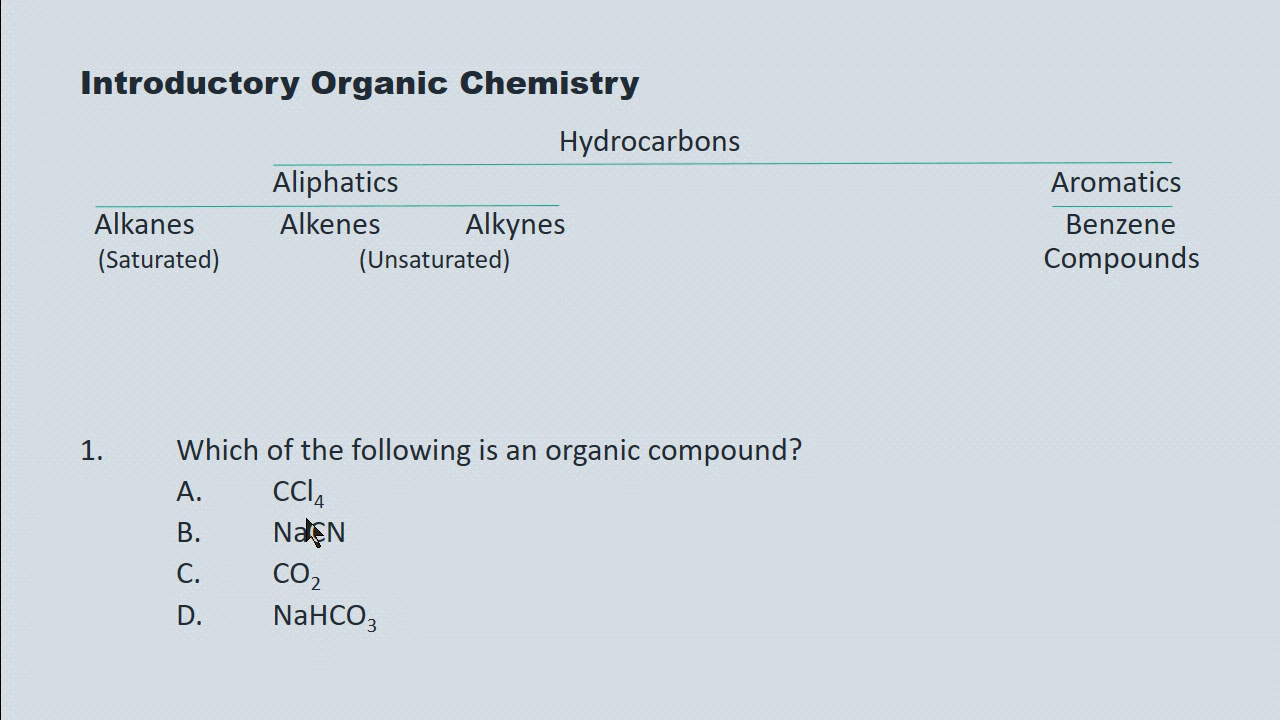 Introductory Organic Chemistry
Hydrocarbons
Aliphatics Aromatics
Alkanes Alkenes Alkynes Benzene
(Saturated) (Unsaturated) Compounds
1. Which of the following is an organic compound?
A. CCl₄
B. NaCN
C. CO₂
D. NaHCO₃